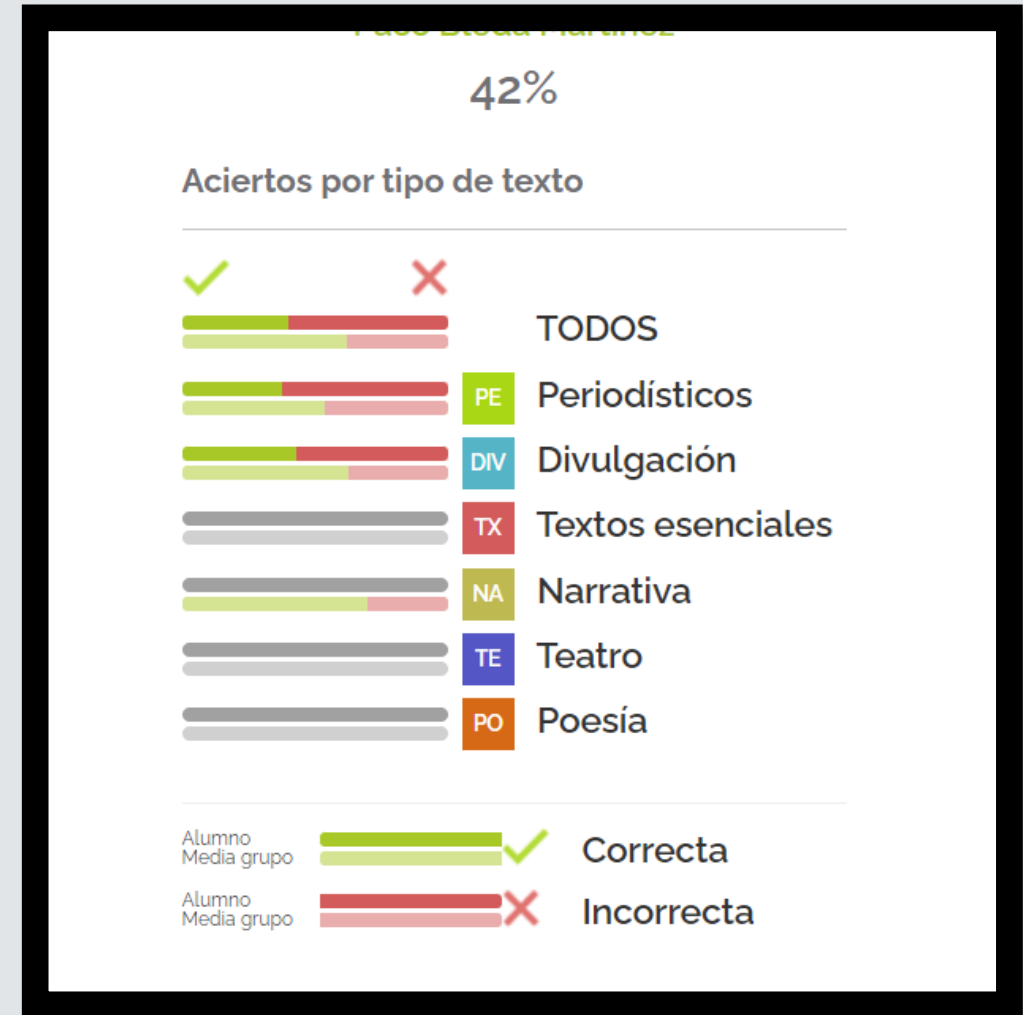 42%
Aciertos por tipo de texto
TODOS
PE Periodísticos
DIV Divulgación
TX Textos esenciales
NA Narrativa
TE Teatro
PO Poesía
Alumno
Media grupo
Correcta
Alumno
Media grupo
Incorrecta